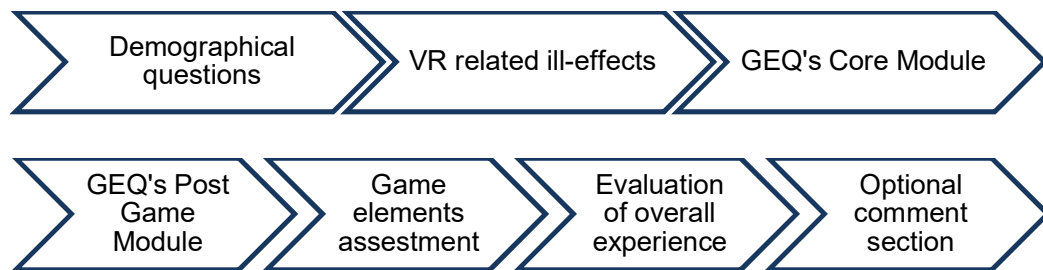 Demographical
questions
VR related ill-effects
GEQ's Core Module
GEQ's Post
Game
Module
Game
elements
assestment
Evaluation
of overall
experience
Optional
comment
section